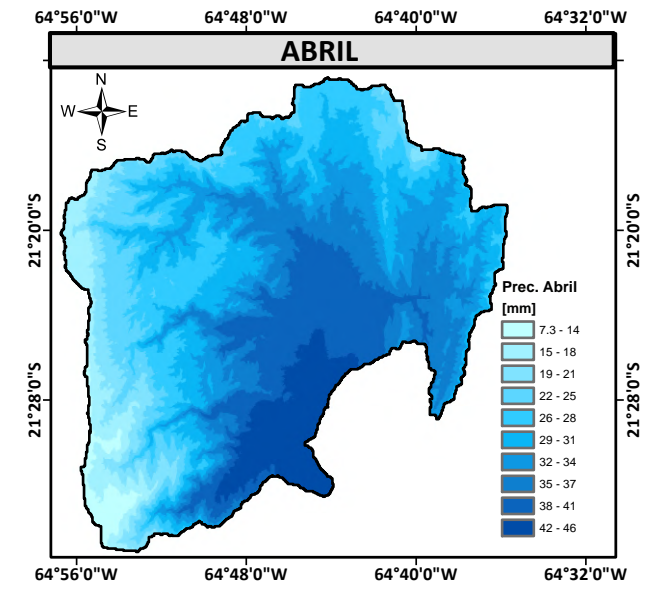 64°56'0"W 64°48'0"W 64°40'0"W 64°32'0"W
ABRIL
N
W E
S
21°20'0"S 21°20'0"S
Prec. Abril
[mm]
7.3 - 14
15 - 18
19 - 21
22 - 25
26 - 28
29 - 31
32 - 34
35 - 37
38 - 41
42 - 46
21°28'0"S 21°28'0"S
64°56'0"W 64°48'0"W 64°40'0"W 64°32'0"W